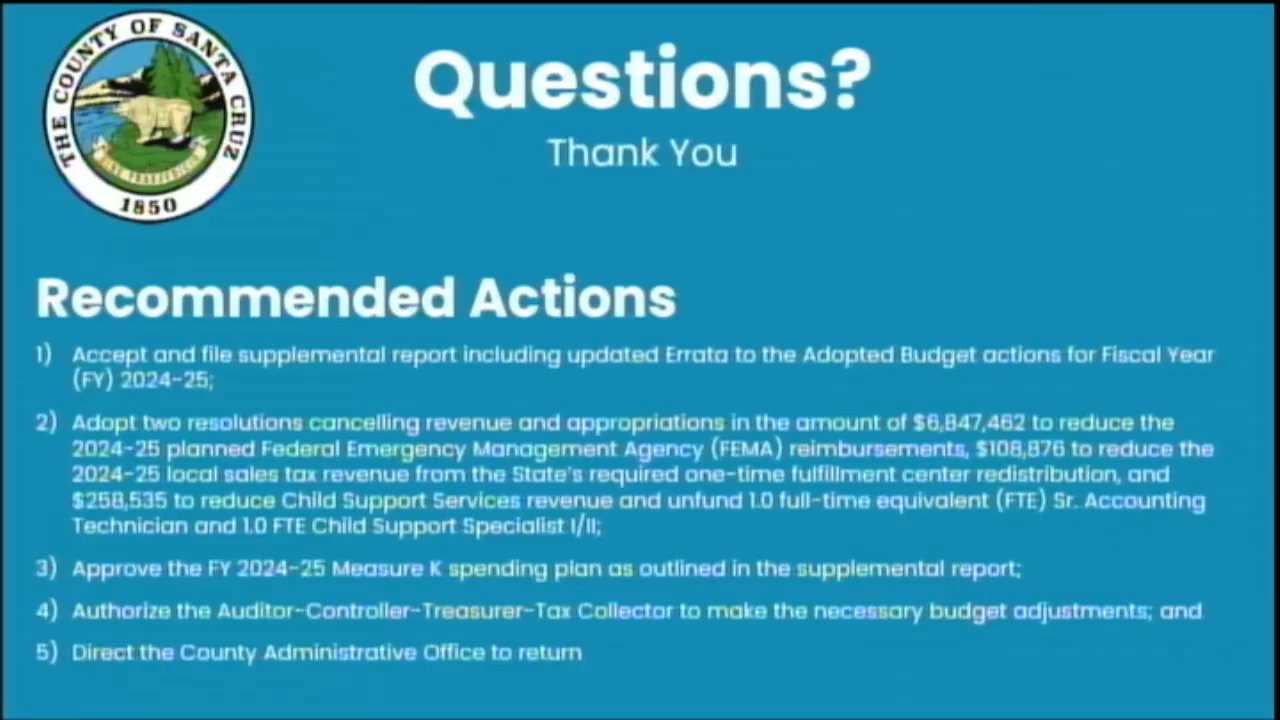 THE COUNTY OF SANTA CRUZ
1850
Questions?
Thank You
Recommended Actions
1) Accept and file supplemental report including updated Errata to the Adopted Budget actions for Fiscal Year
(FY) 2024-25;
2) Adopt two resolutions cancelling revenue and appropriations in the amount of $6,847,462 to reduce the
2024-25 planned Federal Emergency Management Agency (FEMA) reimbursements, $108,876 to reduce the
2024-25 local sales tax revenue from the State's required one-time fulfillment center redistribution, and
$258,535 to reduce Child Support Services revenue and unfund 1.0 full-time equivalent (FTE) Sr. Accounting
Technician and 1.0 FTE Child Support Specialist I/II;
3) Approve the FY 2024-25 Measure K spending plan as outlined in the supplemental report;
4) Authorize the Auditor-Controller-Treasurer-Tax Collector to make the necessary budget adjustments; and
5) Direct the County Administrative Office to return